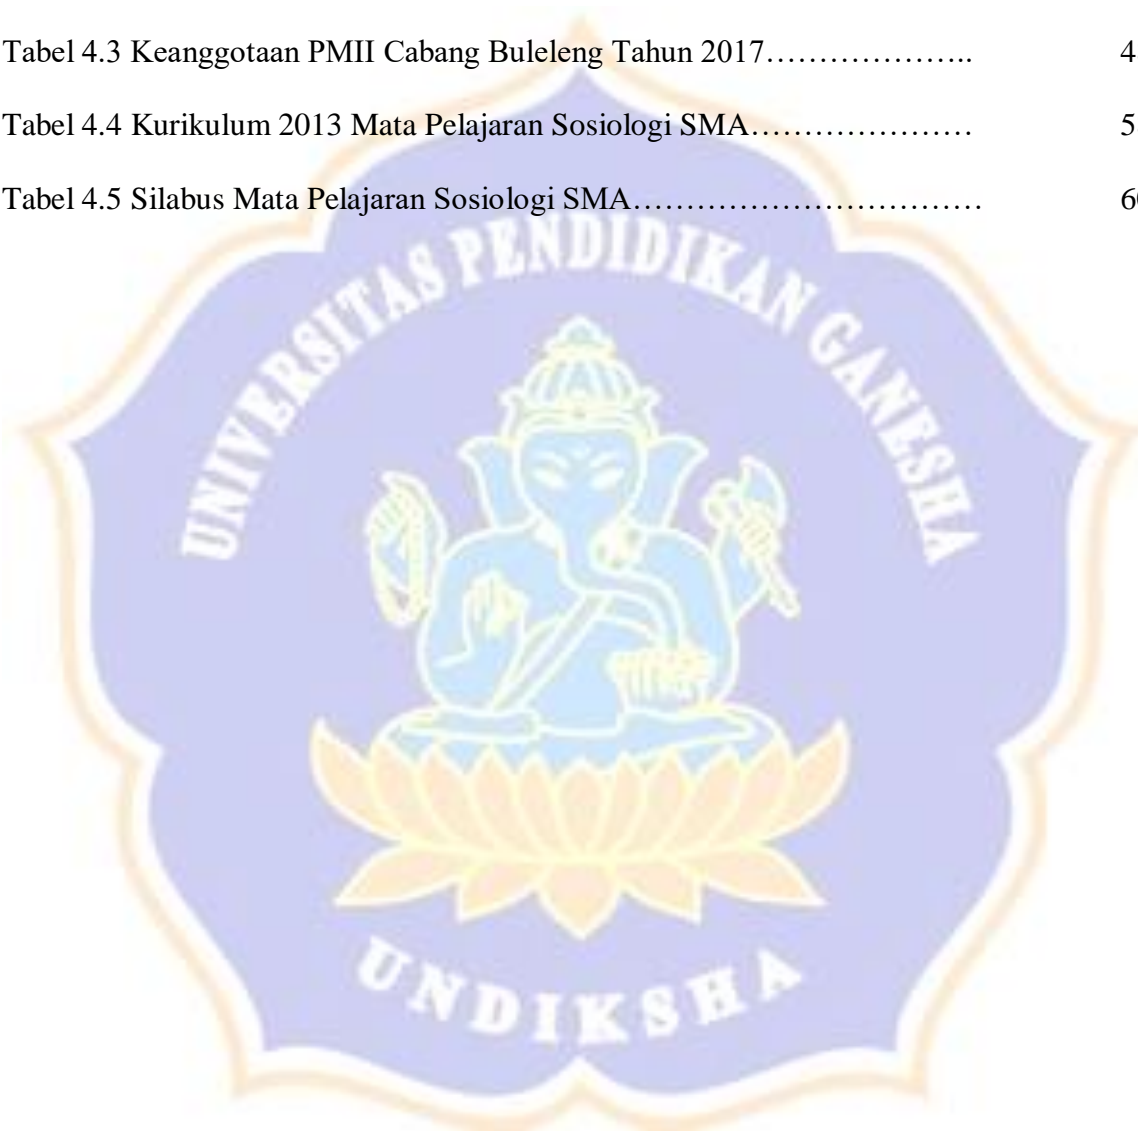 Tabel 4.3 Keanggotaan PMII Cabang Buleleng Tahun 2017……………….. 4
Tabel 4.4 Kurikulum 2013 Mata Pelajaran Sosiologi SMA………………… 5
Tabel 4.5 Silabus Mata Pelajaran Sosiologi SMA…………………………… 6
UNIVERSITAS PENDIDIKAN GANESHA
UNDIKSHA